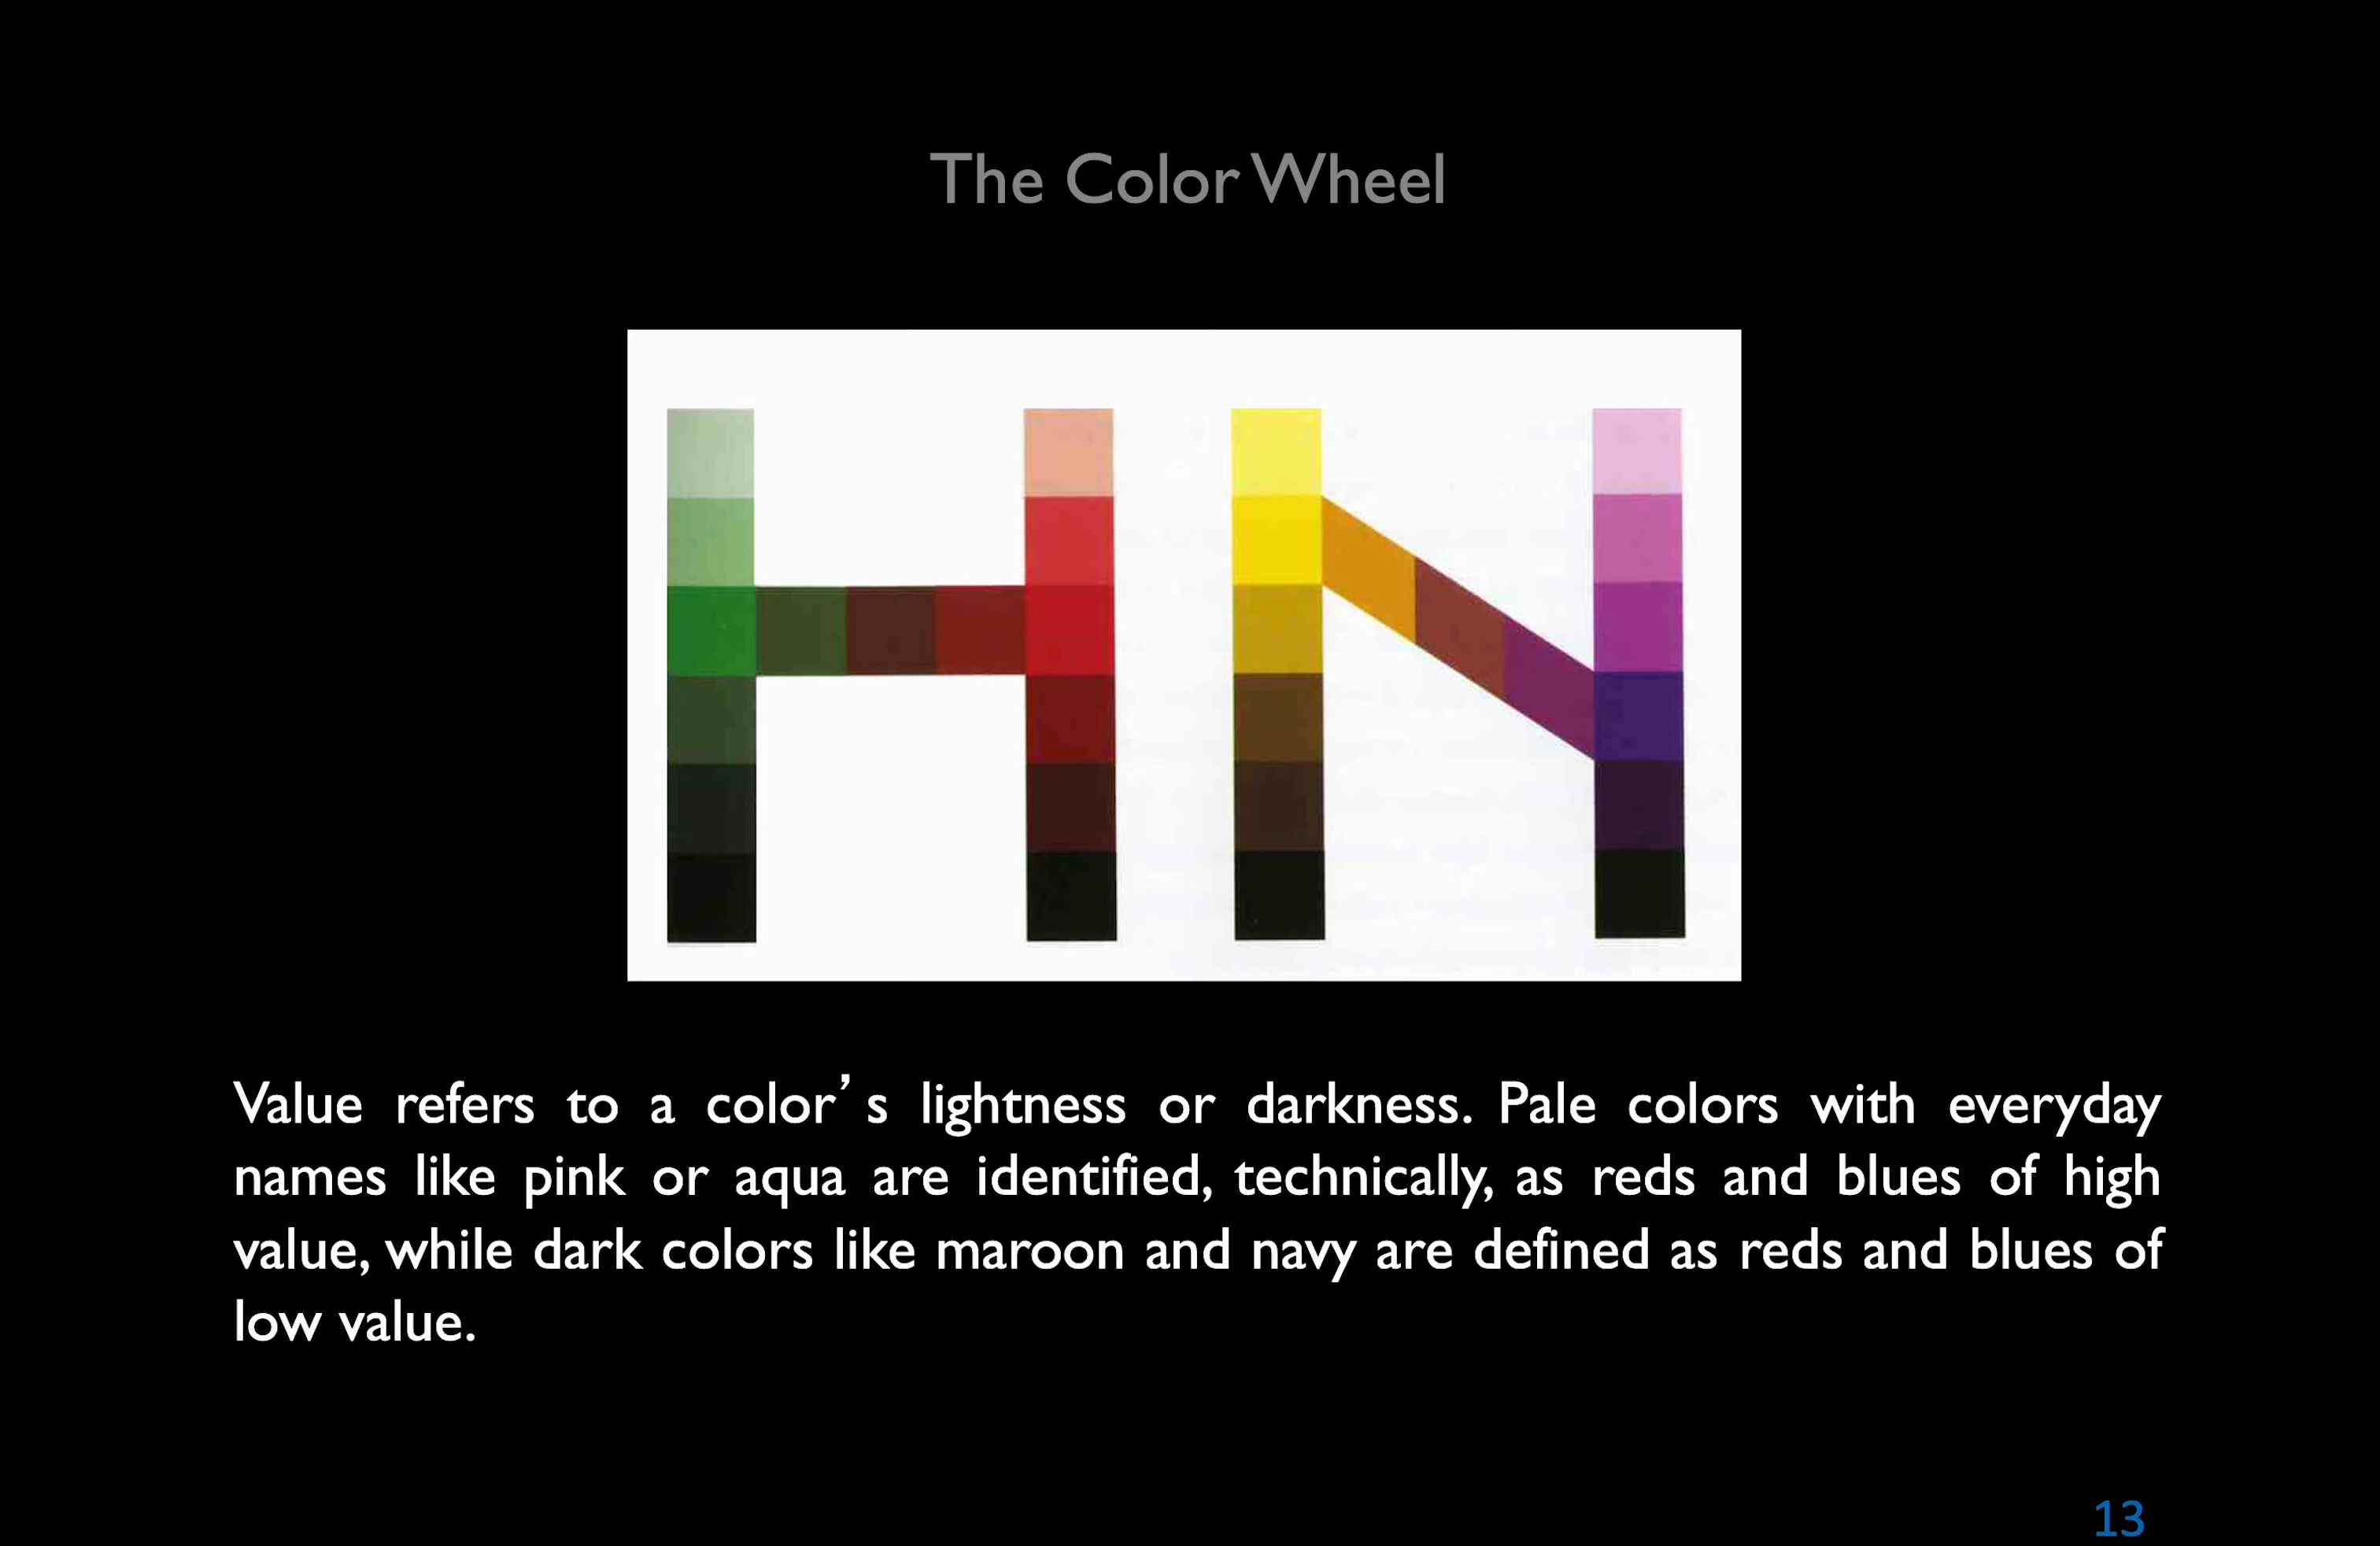 The Color Wheel
Value refers to a color’s lightness or darkness. Pale colors with everyday
names like pink or aqua are identified, technically, as reds and blues of high
value, while dark colors like maroon and navy are defined as reds and blues of
low value.
13